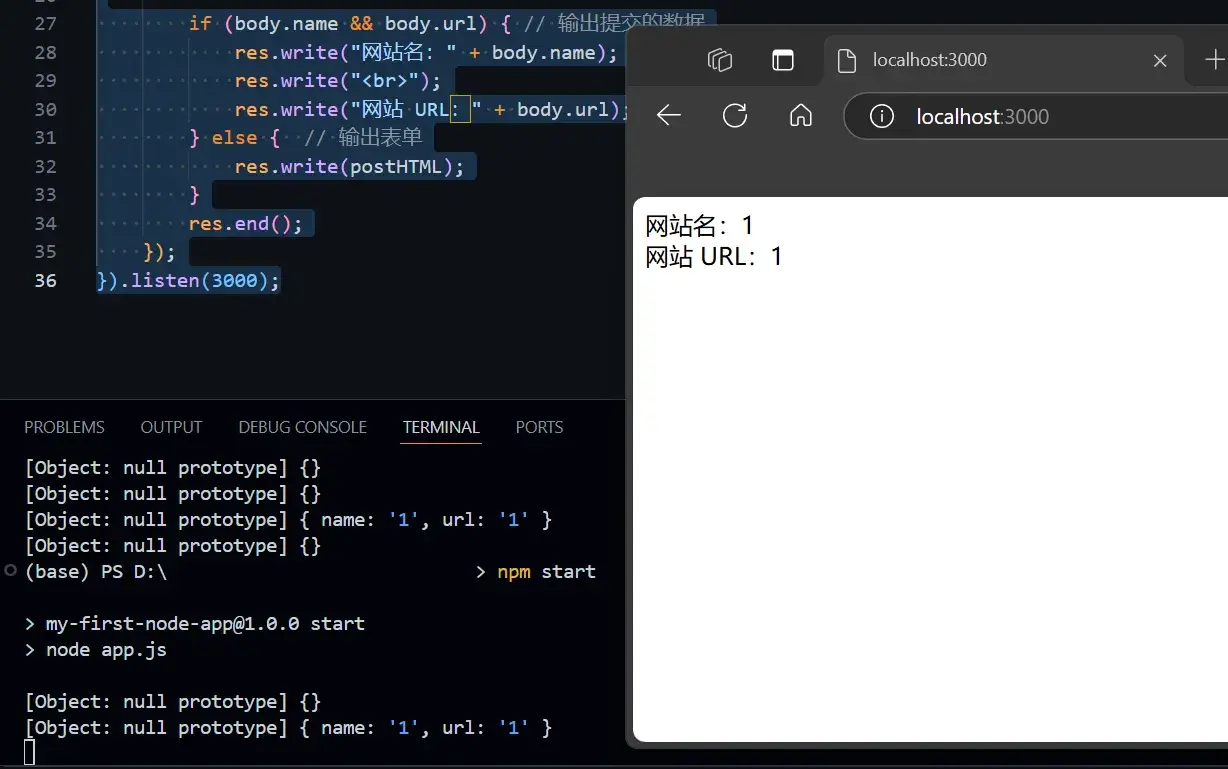 27 if (body.name && body.url) { // 输出提交的数据
28 res.write("网站名：" + body.name);
29 res.write("<br>");
30 res.write("网站 URL：" + body.url);
31 } else { // 输出表单
32 res.write(postHTML);
33 }
34 res.end();
35 });
36 }).listen(3000);
localhost:3000
localhost:3000
网站名：1
网站 URL：1
PROBLEMS OUTPUT DEBUG CONSOLE TERMINAL PORTS
[Object: null prototype] {}
[Object: null prototype] {}
[Object: null prototype] { name: '1', url: '1' }
[Object: null prototype] {}
(base) PS D:\ > npm start
> my-first-node-app@1.0.0 start
> node app.js
[Object: null prototype] {}
[Object: null prototype] { name: '1', url: '1' }